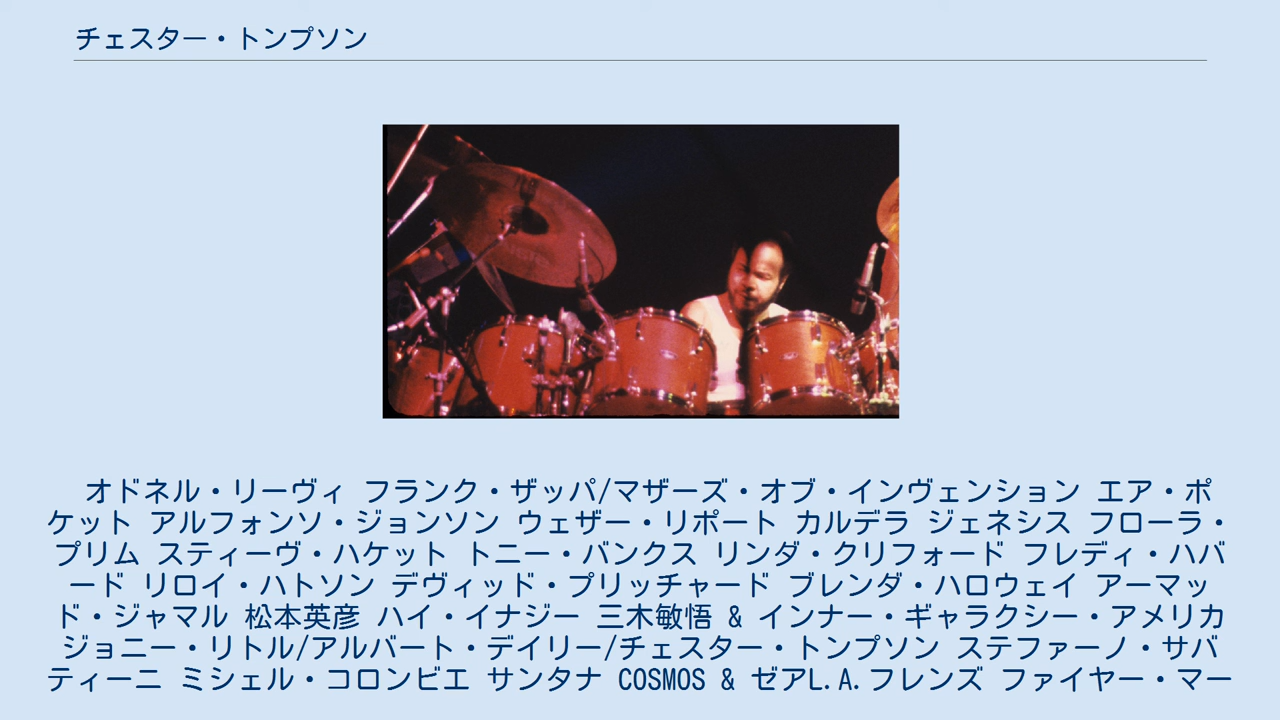 チェスター・トンプソン
オドネル・リーヴィ フランク・ザッパ/マザーズ・オブ・インヴェンション エア・ポ
ケット アルフォンソ・ジョンソン ウェザー・リポート カルデラ ジェネシス フローラ・
プリム スティーヴ・ハケット トニー・バンクス リンダ・クリフォード フレディ・ハバ
ード リロイ・ハトソン デヴィッド・プリッチャード ブレンダ・ハロウェイ アーマッ
ド・ジャマル 松本英彦 ハイ・イナジー 三木敏悟 & インナー・ギャラクシー・アメリカ
ジョニー・リトル/アルバート・デイリー/チェスター・トンプソン ステファーノ・サバ
ティーニ ミシェル・コロンビエ サンタナ COSMOS & ゼアL.A.フレンズ ファイヤー・マー